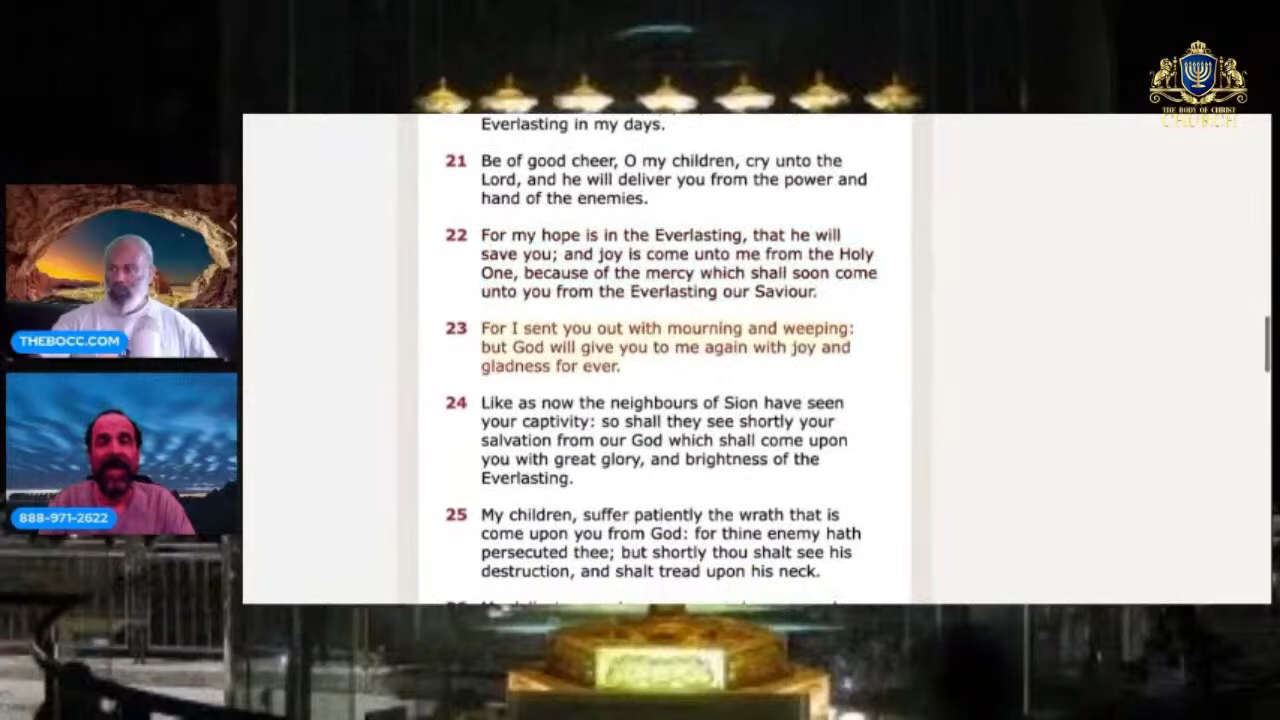 THE BODY OF CHRIST
CHURCH
Everlasting in my days.
21 Be of good cheer, O my children, cry unto the
Lord, and he will deliver you from the power and
hand of the enemies.
22 For my hope is in the Everlasting, that he will
save you; and joy is come unto me from the Holy
One, because of the mercy which shall soon come
unto you from the Everlasting our Saviour.
23 For I sent you out with mourning and weeping:
but God will give you to me again with joy and
gladness for ever.
24 Like as now the neighbours of Sion have seen
your captivity: so shall they see shortly your
salvation from our God which shall come upon
you with great glory, and brightness of the
Everlasting.
25 My children, suffer patiently the wrath that is
come upon you from God: for thine enemy hath
persecuted thee; but shortly thou shalt see his
destruction, and shalt tread upon his neck.
THEBOCC.COM
888-971-2622